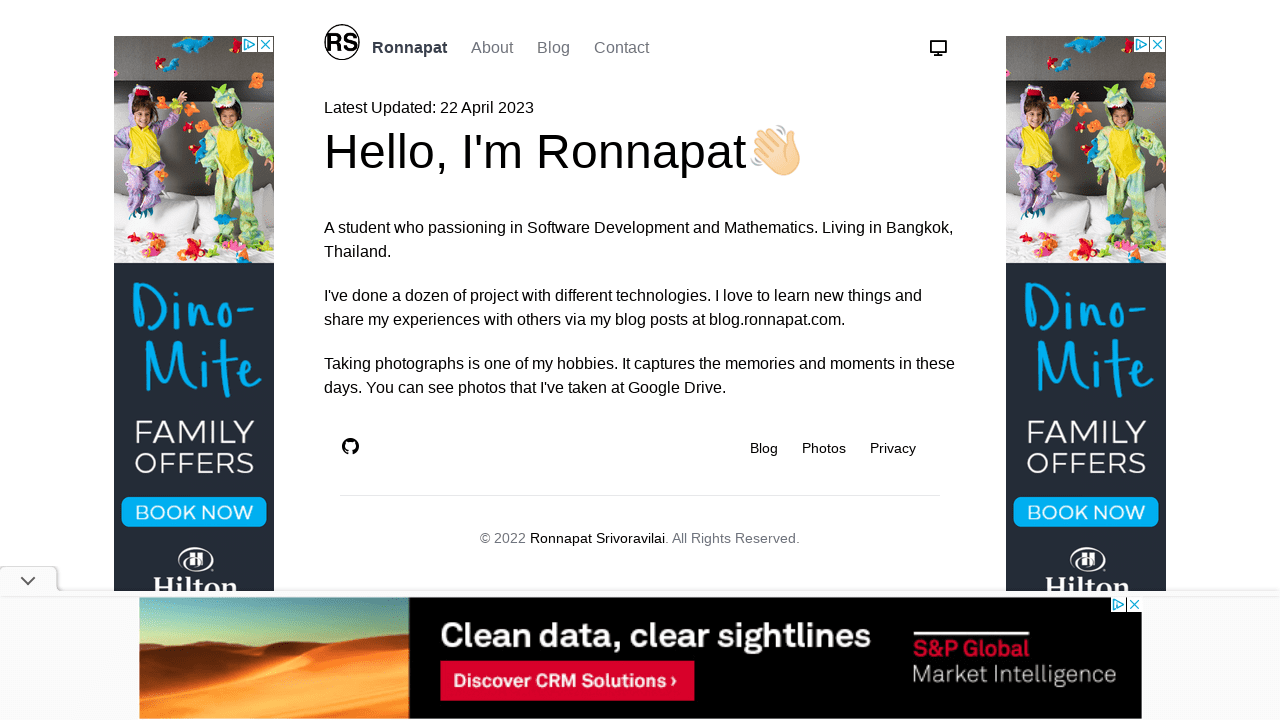 RS Ronnapat About Blog Contact
Latest Updated: 22 April 2023
Hello, I'm Ronnapat
A student who passioning in Software Development and Mathematics. Living in Bangkok,
Thailand.
I've done a dozen of project with different technologies. I love to learn new things and
share my experiences with others via my blog posts at blog.ronnapat.com.
Taking photographs is one of my hobbies. It captures the memories and moments in these
days. You can see photos that I've taken at Google Drive.
Blog Photos Privacy
© 2022 Ronnapat Srivoravilai. All Rights Reserved.
Dino-
Mite
FAMILY
OFFERS
BOOK NOW
Hilton
Dino-
Mite
FAMILY
OFFERS
BOOK NOW
Hilton
Clean data, clear sightlines
Discover CRM Solutions ›
S&P Global
Market Intelligence